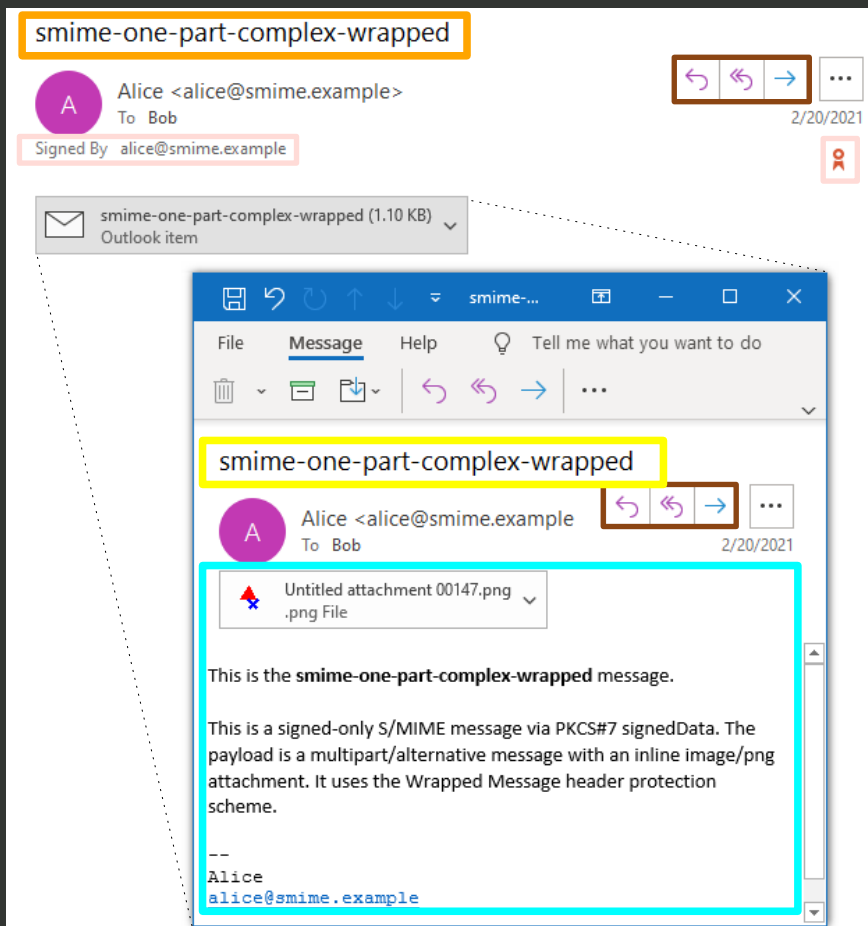 smime-one-part-complex-wrapped
A
Alice <alice@smime.example>
To Bob
2/20/2021
Signed By alice@smime.example
smime-one-part-complex-wrapped (1.10 KB)
Outlook item
smime-...
File Message Help Tell me what you want to do
smime-one-part-complex-wrapped
A
Alice <alice@smime.example
To Bob
2/20/2021
Untitled attachment 00147.png
.png File
This is the smime-one-part-complex-wrapped message.
This is a signed-only S/MIME message via PKCS#7 signedData. The
payload is a multipart/alternative message with an inline image/png
attachment. It uses the Wrapped Message header protection
scheme.
--
Alice
alice@smime.example